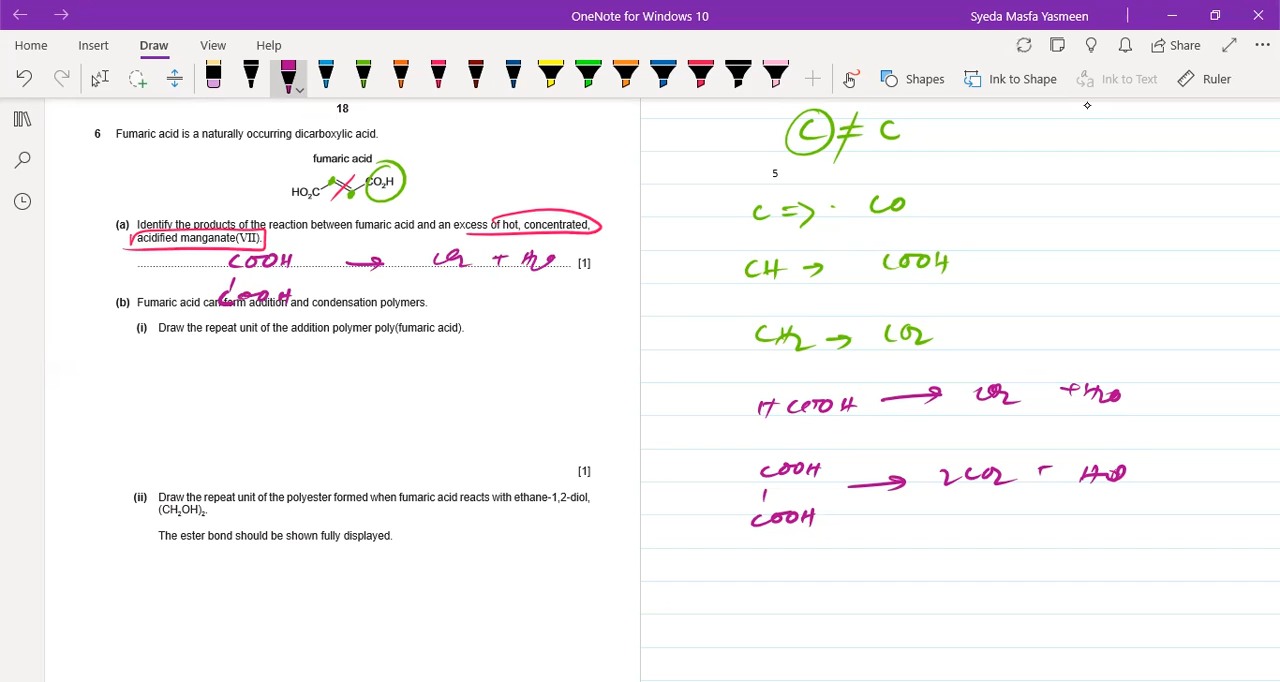 OneNote for Windows 10
Syeda Masfa Yasmeen
Home Insert Draw View Help
Share
Shapes Ink to Shape Ink to Text Ruler
18
6 Fumaric acid is a naturally occurring dicarboxylic acid.
fumaric acid
HO₂C CO₂H
(a) Identify the products of the reaction between fumaric acid and an excess of hot, concentrated,
acidified manganate(VII).
COOH → CO2 + H2O [1]
COOH
(b) Fumaric acid can form addition and condensation polymers.
(i) Draw the repeat unit of the addition polymer poly(fumaric acid).
[1]
(ii) Draw the repeat unit of the polyester formed when fumaric acid reacts with ethane-1,2-diol,
(CH₂OH)₂.
The ester bond should be shown fully displayed.
C ≠ C
5
C => CO
CH → COOH
CH2 → CO2
HCOOH → CO2 + H2O
COOH → 2CO2 + H2O
COOH